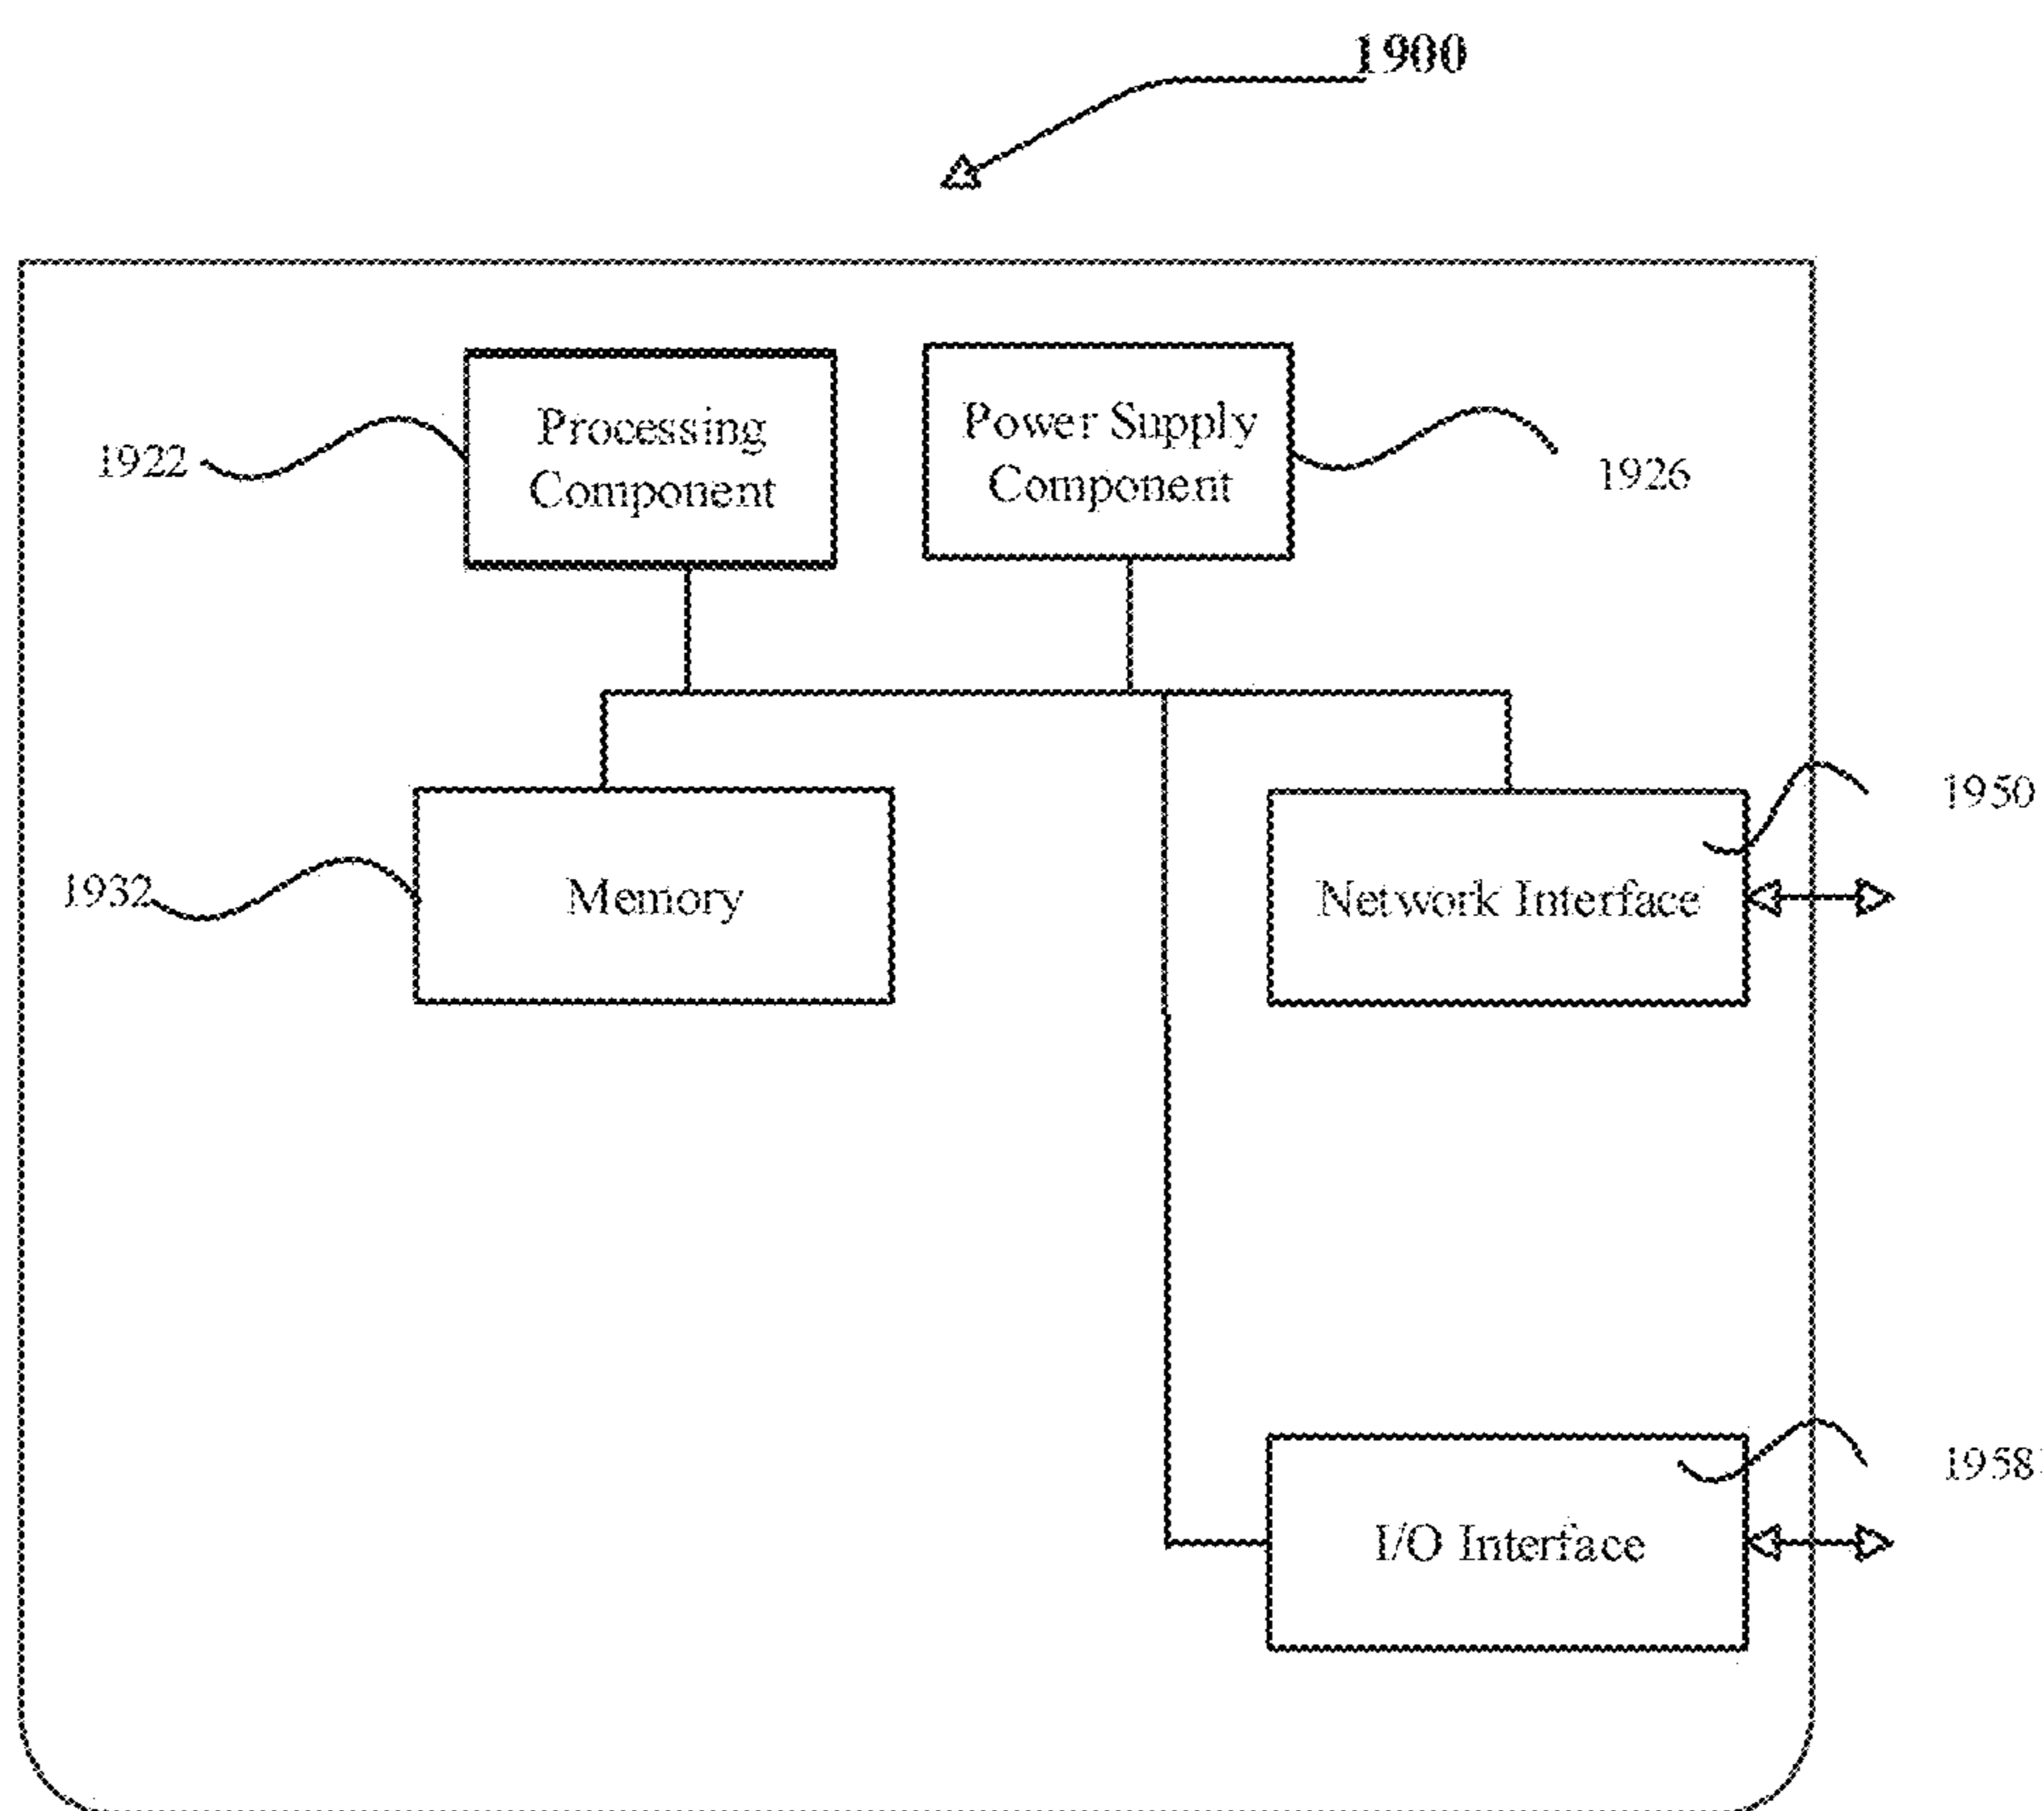 1900
Processing
Component
Power Supply
Component
1922
1926
1950
1932
Memory
Network Interface
1958
I/O Interface